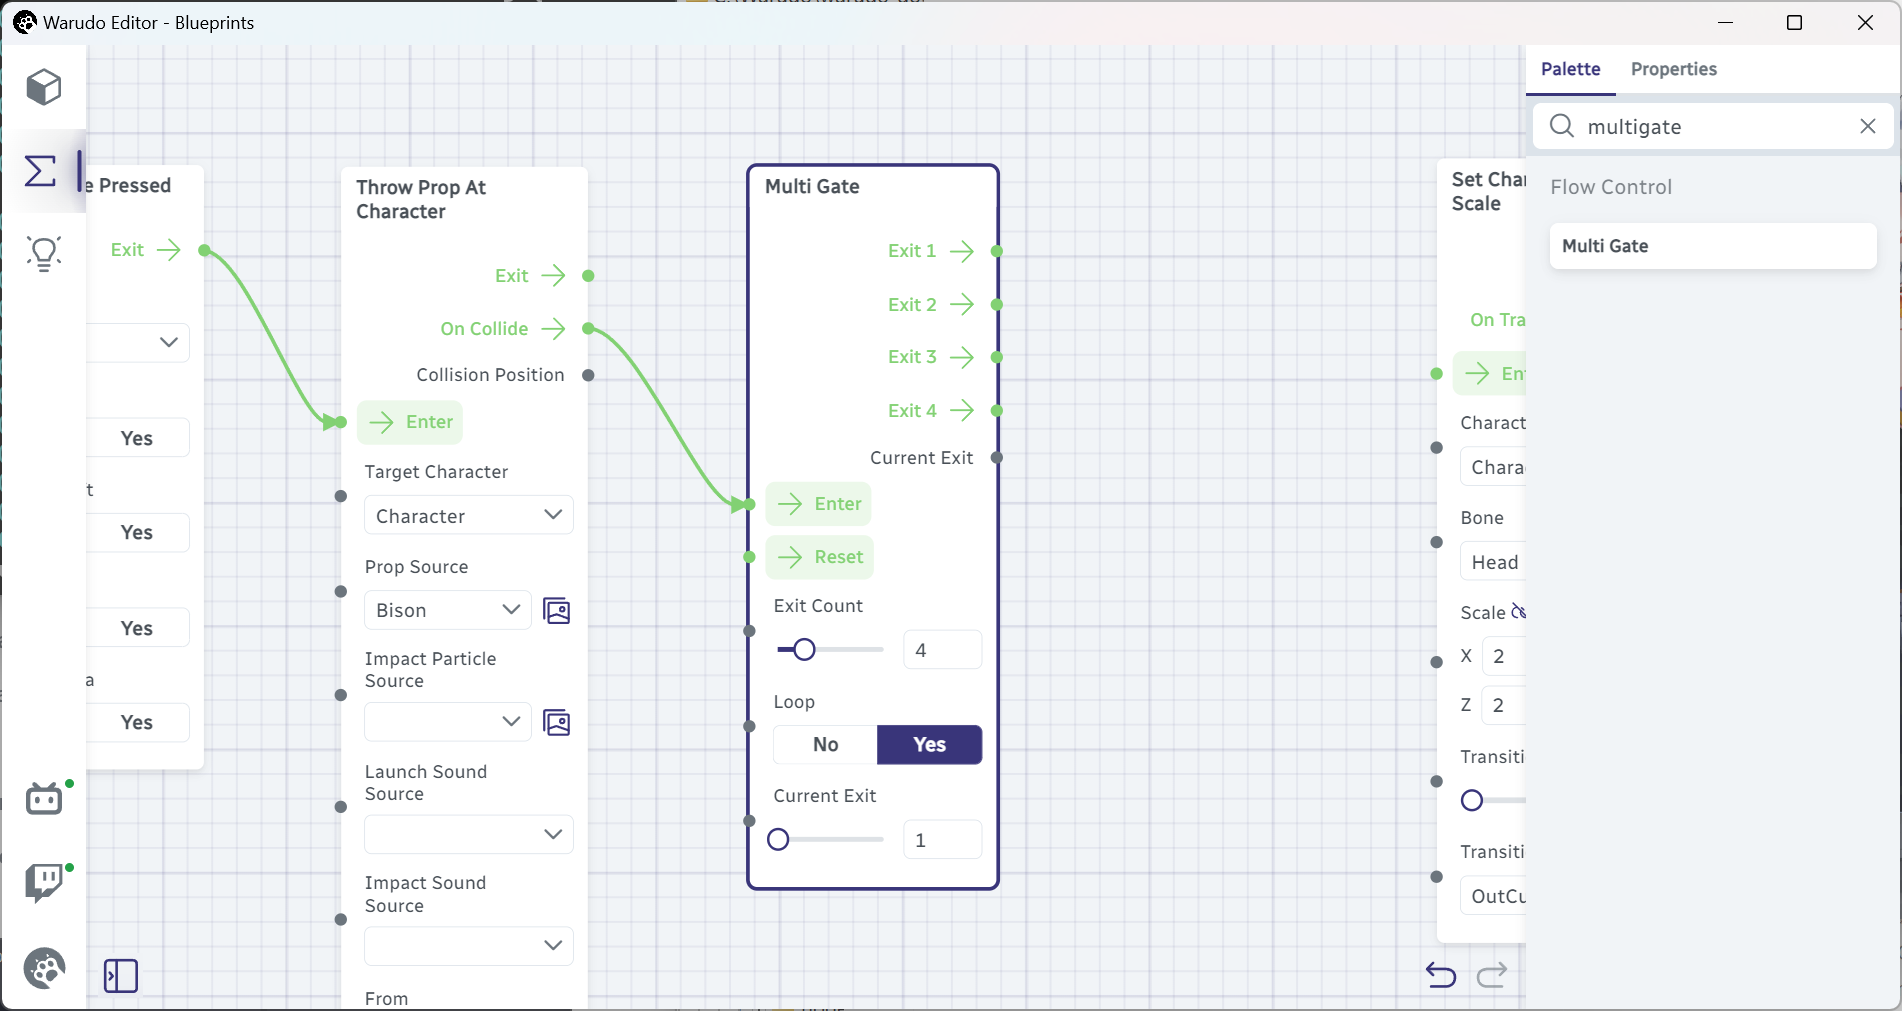 Warudo Editor - Blueprints
e Pressed
Exit
Yes
t
Yes
Yes
a
Yes
Throw Prop At
Character
Exit
On Collide
Collision Position
Enter
Target Character
Character
Prop Source
Bison
Impact Particle
Source
Launch Sound
Source
Impact Sound
Source
From
Multi Gate
Exit 1
Exit 2
Exit 3
Exit 4
Current Exit
Enter
Reset
Exit Count
4
Loop
No
Yes
Current Exit
1
Set Char
Scale
On Tra
Ent
Charact
Charac
Bone
Head
Scale
X 2
Z 2
Transiti
Transiti
OutCu
Palette
Properties
multigate
Flow Control
Multi Gate